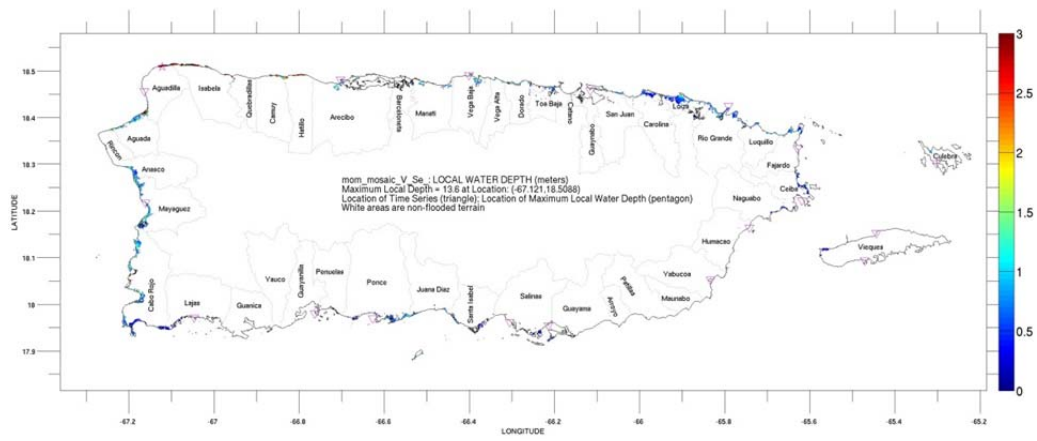 3
18.5
Aguadilla
Isabela
Quebradillas
Camuy
Hatillo
Arecibo
Barceloneta
Manati
Vega Baja
Vega Alta
Dorado
Toa Baja
Catano
Guaynabo
San Juan
Carolina
Loiza
Rio Grande
Luquillo
Fajardo
Ceiba
Culebra
2.5
18.4
Aguada
Rincon
18.3
Anasco
2
mom_mosaic_V_Se_: LOCAL WATER DEPTH (meters)
Maximum Local Depth = 13.6 at Location: (-67.121,18.5088)
Location of Time Series (triangle); Location of Maximum Local Water Depth (pentagon)
White areas are non-flooded terrain
Naguabo
LATITUDE
18.2
Mayaguez
1.5
Humacao
Vieques
18.1
Yauco
Guayanilla
Penuelas
Ponce
Juana Diaz
Santa Isabel
Salinas
Guayama
Arroyo
Patillas
Yabucoa
Maunabo
1
18
Cabo Rojo
Lajas
Guanica
0.5
17.9
0
-67.2
-67
-66.8
-66.6
-66.4
-66.2
-66
-65.8
-65.6
-65.4
-65.2
LONGITUDE